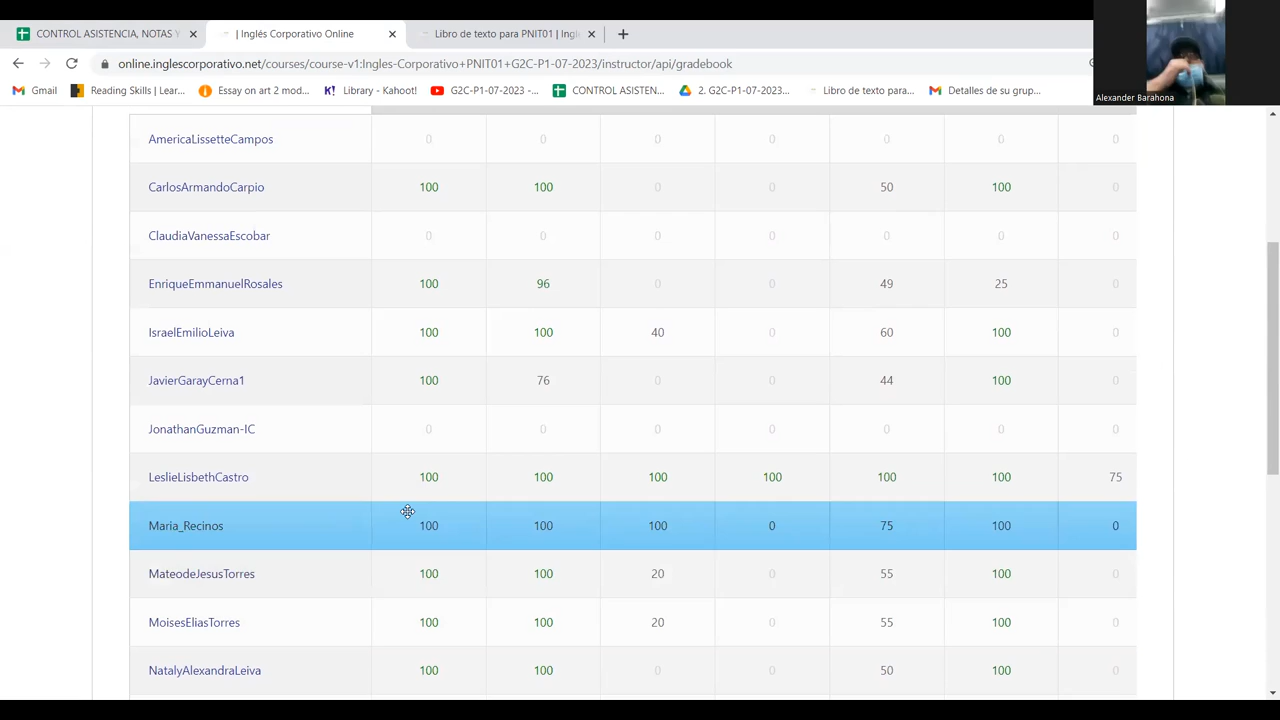 CONTROL ASISTENCIA, NOTAS Y
| Inglés Corporativo Online
Libro de texto para PNIT01 | Ingl
online.inglescorporativo.net/courses/course-v1:Ingles-Corporativo+PNIT01+G2C-P1-07-2023/instructor/api/gradebook
Gmail Reading Skills | Lear... Essay on art 2 mod... Library - Kahoot! G2C-P1-07-2023 -... CONTROL ASISTEN... 2. G2C-P1-07-2023... Libro de texto para... Detalles de su grup...
Alexander Barahona
AmericaLissetteCampos 0 0 0 0 0 0 0
CarlosArmandoCarpio 100 100 0 0 50 100 0
ClaudiaVanessaEscobar 0 0 0 0 0 0 0
EnriqueEmmanuelRosales 100 96 0 0 49 25 0
IsraelEmilioLeiva 100 100 40 0 60 100 0
JavierGarayCerna1 100 76 0 0 44 100 0
JonathanGuzman-IC 0 0 0 0 0 0 0
LeslieLisbethCastro 100 100 100 100 100 100 75
Maria_Recinos 100 100 100 0 75 100 0
MateodeJesusTorres 100 100 20 0 55 100 0
MoisesEliasTorres 100 100 20 0 55 100 0
NatalyAlexandraLeiva 100 100 0 0 50 100 0